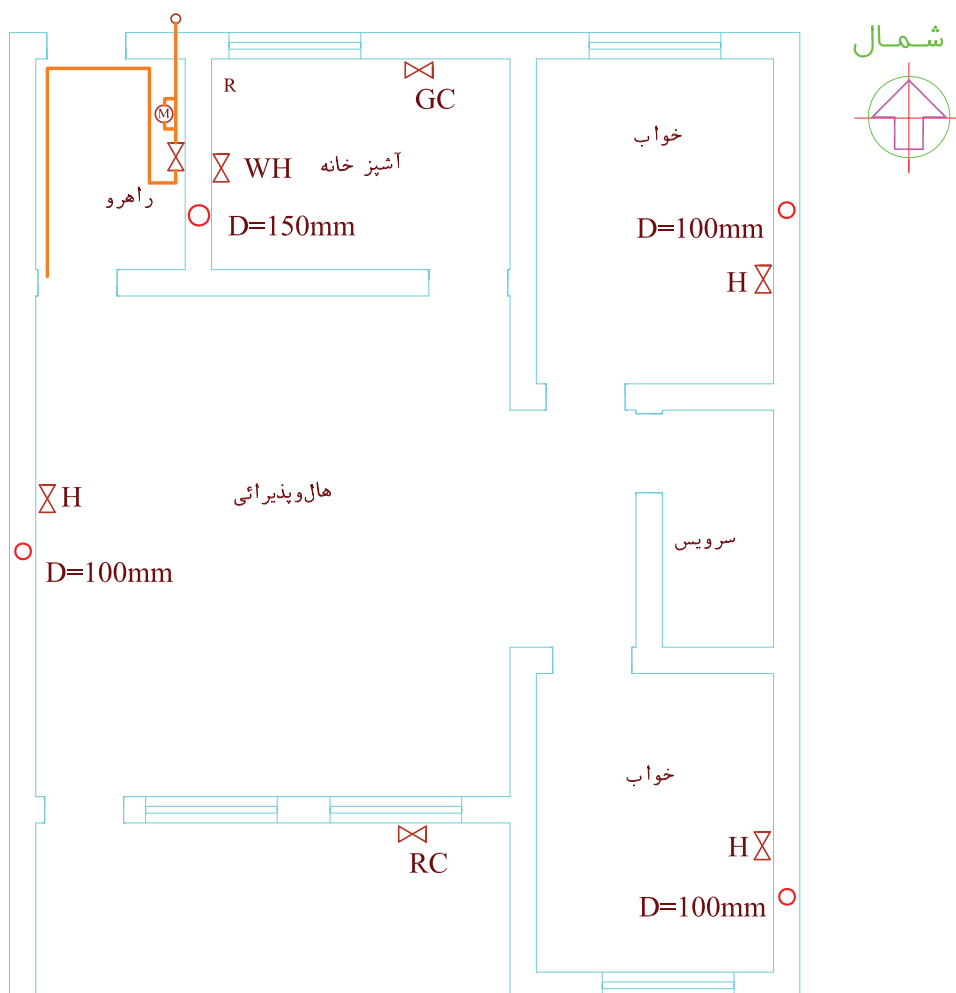 شمال
R
GC
M
خواب
WH
آشپز خانه
راهرو
D=150mm
D=100mm
H
H
هال‌وپذیرائی
سرویس
D=100mm
خواب
RC
H
D=100mm